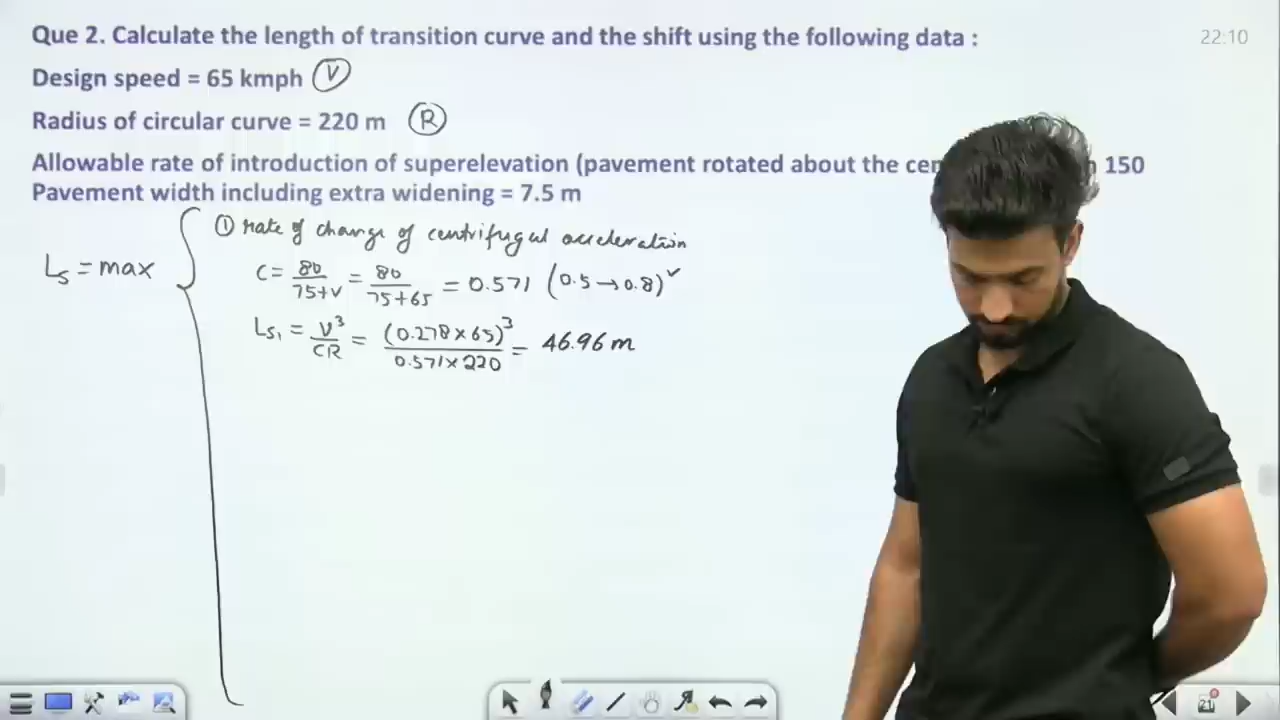 Que 2. Calculate the length of transition curve and the shift using the following data :
22:10
Design speed = 65 kmph (V)
Radius of circular curve = 220 m (R)
Allowable rate of introduction of superelevation (pavement rotated about the 150
Pavement width including extra widening = 7.5 m
① rate of change of centrifugal acceleration
Ls = max
C = 80/(75+V) = 80/(75+65) = 0.571 (0.5 → 0.8) ✓
Ls₁ = V³/CR = (0.278 × 65)³/(0.571 × 220) = 46.96 m
21